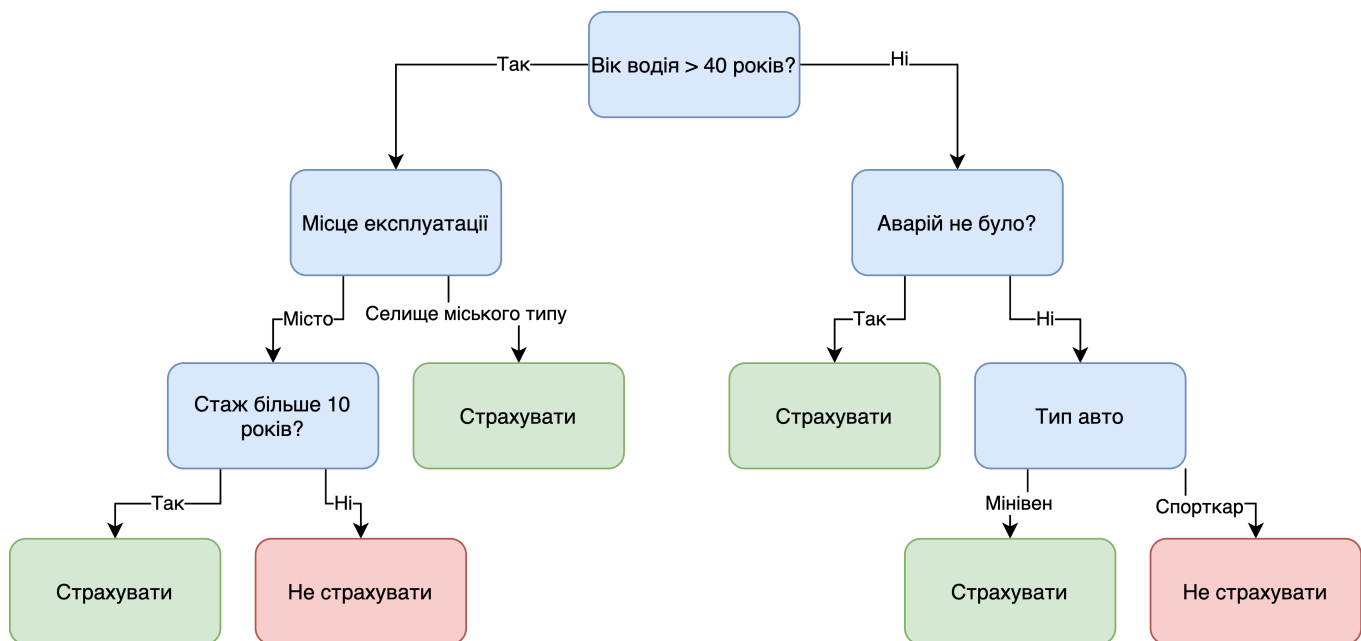 Вік водія > 40 років?
Так
Ні
Місце експлуатації
Аварій не було?
Місто
Селище міського типу
Так
Ні
Стаж більше 10
років?
Страхувати
Страхувати
Тип авто
Так
Ні
Мінівен
Спорткар
Страхувати
Не страхувати
Страхувати
Не страхувати